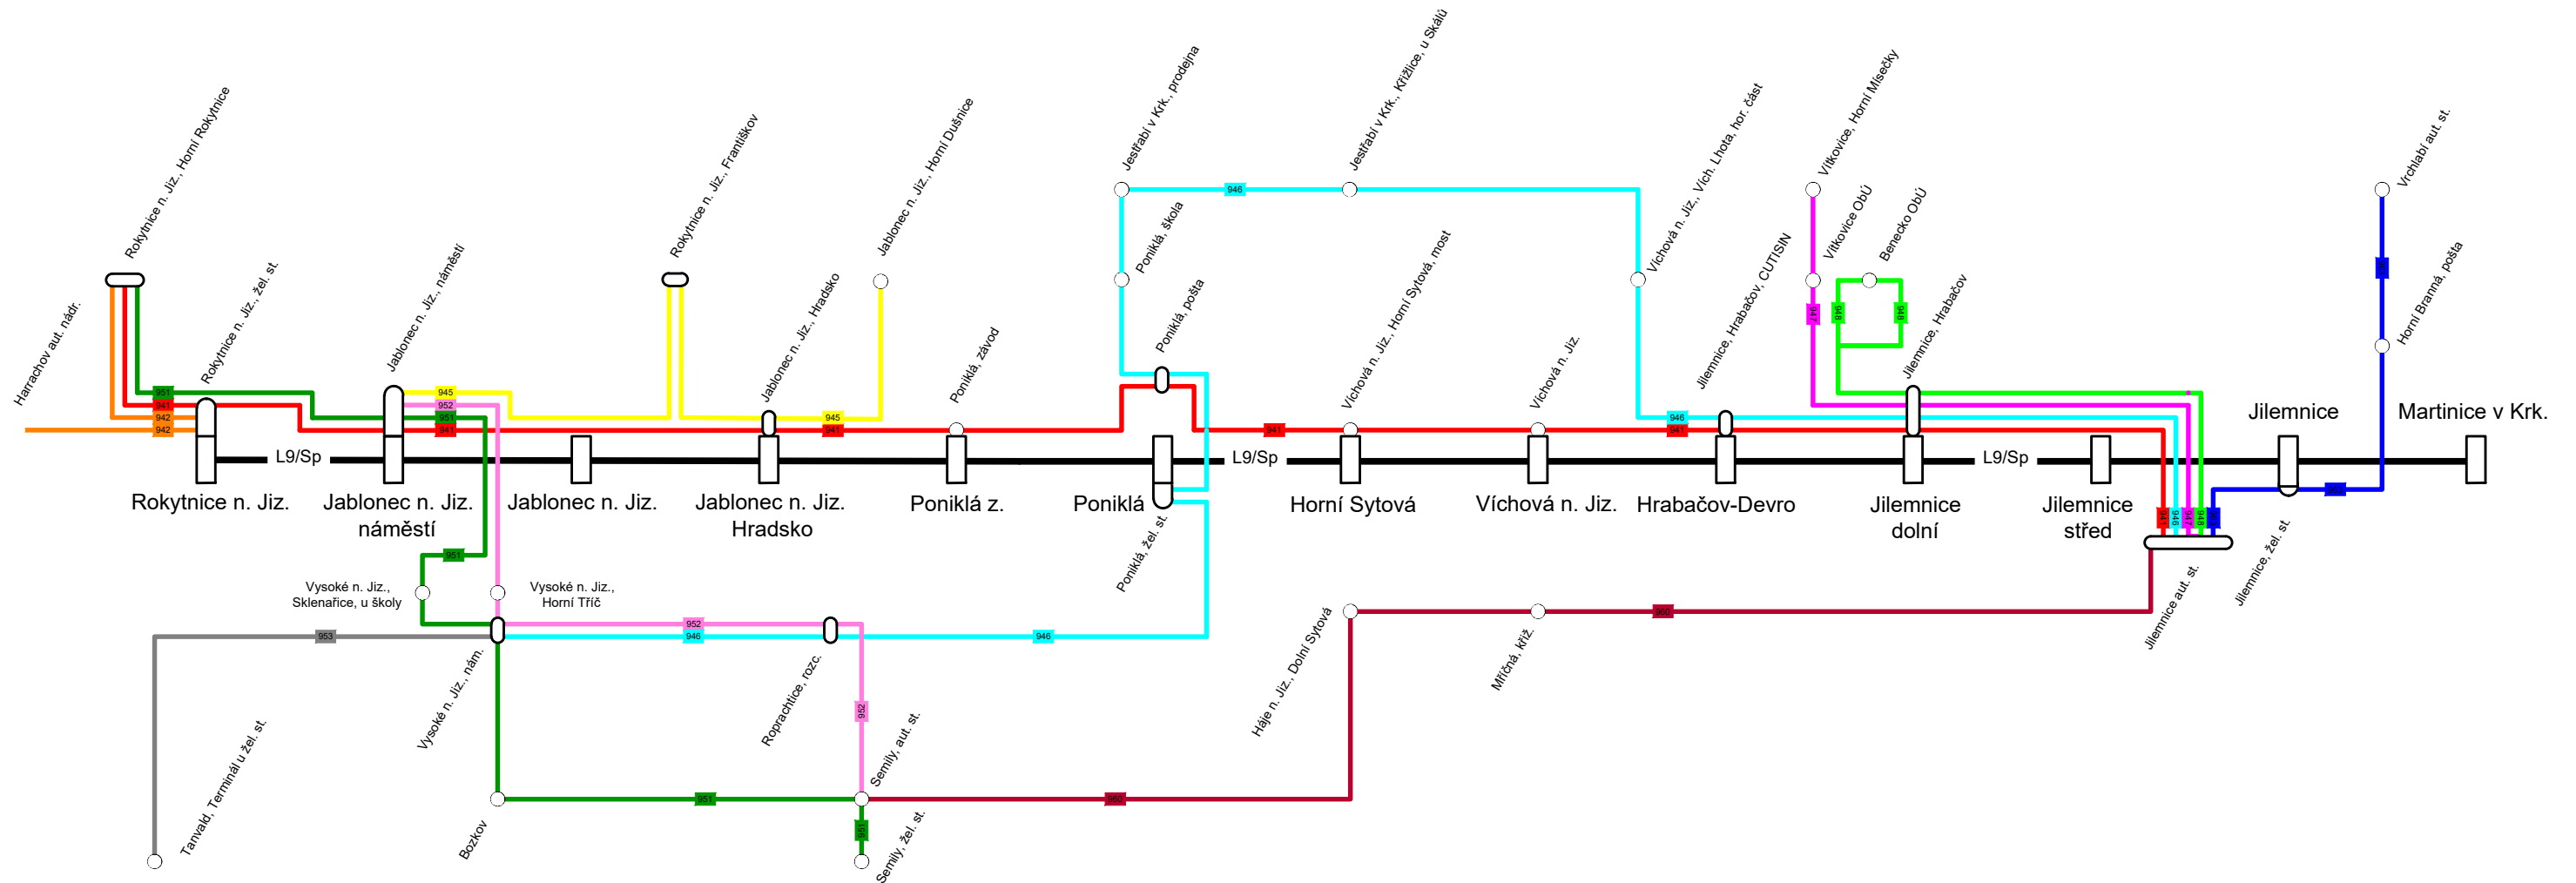 Harrachov aut. nádr.
Rokytnice n. Jiz., Horní Rokytnice
Rokytnice n. Jiz., žel. st.
Jablonec n. Jiz., náměstí
Rokytnice n. Jiz., Františkov
Jablonec n. Jiz., Hradsko
Jablonec n. Jiz., Horní Dušnice
Poniklá, závod
Jestřabí v Krk., prodejna
Poniklá, škola
Poniklá, pošta
Jestřabí v Krk., Křižlice, u Skálů
Víchová n. Jiz., Horní Sytová, most
Víchová n. Jiz.
Víchová n. Jiz,, Vích. Lhota, hor. část
Jilemnice, Hrabačov, CUTISIN
Vítkovice, Horní Mísečky
Vítkovice ObÚ
Benecko ObÚ
Jilemnice, Hrabačov
Vrchlabí aut. st.
Horní Branná, pošta
946
947
948
948
951
941
942
942
945
952
951
941
945
941
941
946
941
L9/Sp
L9/Sp
L9/Sp
Jilemnice
Martinice v Krk.
Rokytnice n. Jiz.
Jablonec n. Jiz.
náměstí
Jablonec n. Jiz.
Jablonec n. Jiz.
Hradsko
Poniklá z.
Poniklá
Horní Sytová
Víchová n. Jiz.
Hrabačov-Devro
Jilemnice
dolní
Jilemnice
střed
941
946
947
948
Poniklá, žel. st.
Jilemnice aut. st.
Jilemnice, žel. st.
951
Vysoké n. Jiz.,
Sklenařice, u školy
Vysoké n. Jiz.,
Horní Tříč
953
952
946
946
960
Vysoké n. Jiz., nám.
Roprachtice, rozc.
Háje n. Jiz., Dolní Sytová
Mříčná, křiž.
952
Tanvald, Terminál u žel. st.
Bozkov
951
Semily, aut. st.
960
951
Semily, žel. st.